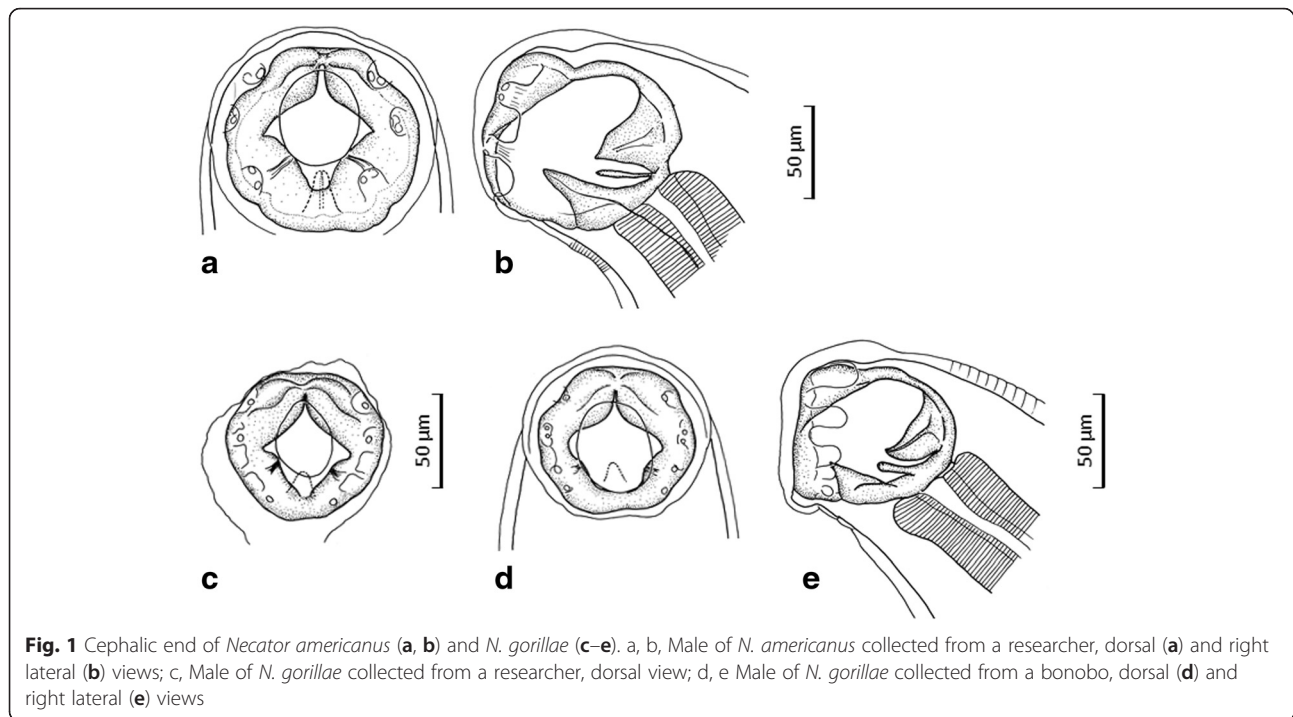 a
b
50 µm
c
50 µm
d
e
50 µm
Fig. 1 Cephalic end of Necator americanus (a, b) and N. gorillae (c–e). a, b, Male of N. americanus collected from a researcher, dorsal (a) and right
lateral (b) views; c, Male of N. gorillae collected from a researcher, dorsal view; d, e Male of N. gorillae collected from a bonobo, dorsal (d) and
right lateral (e) views